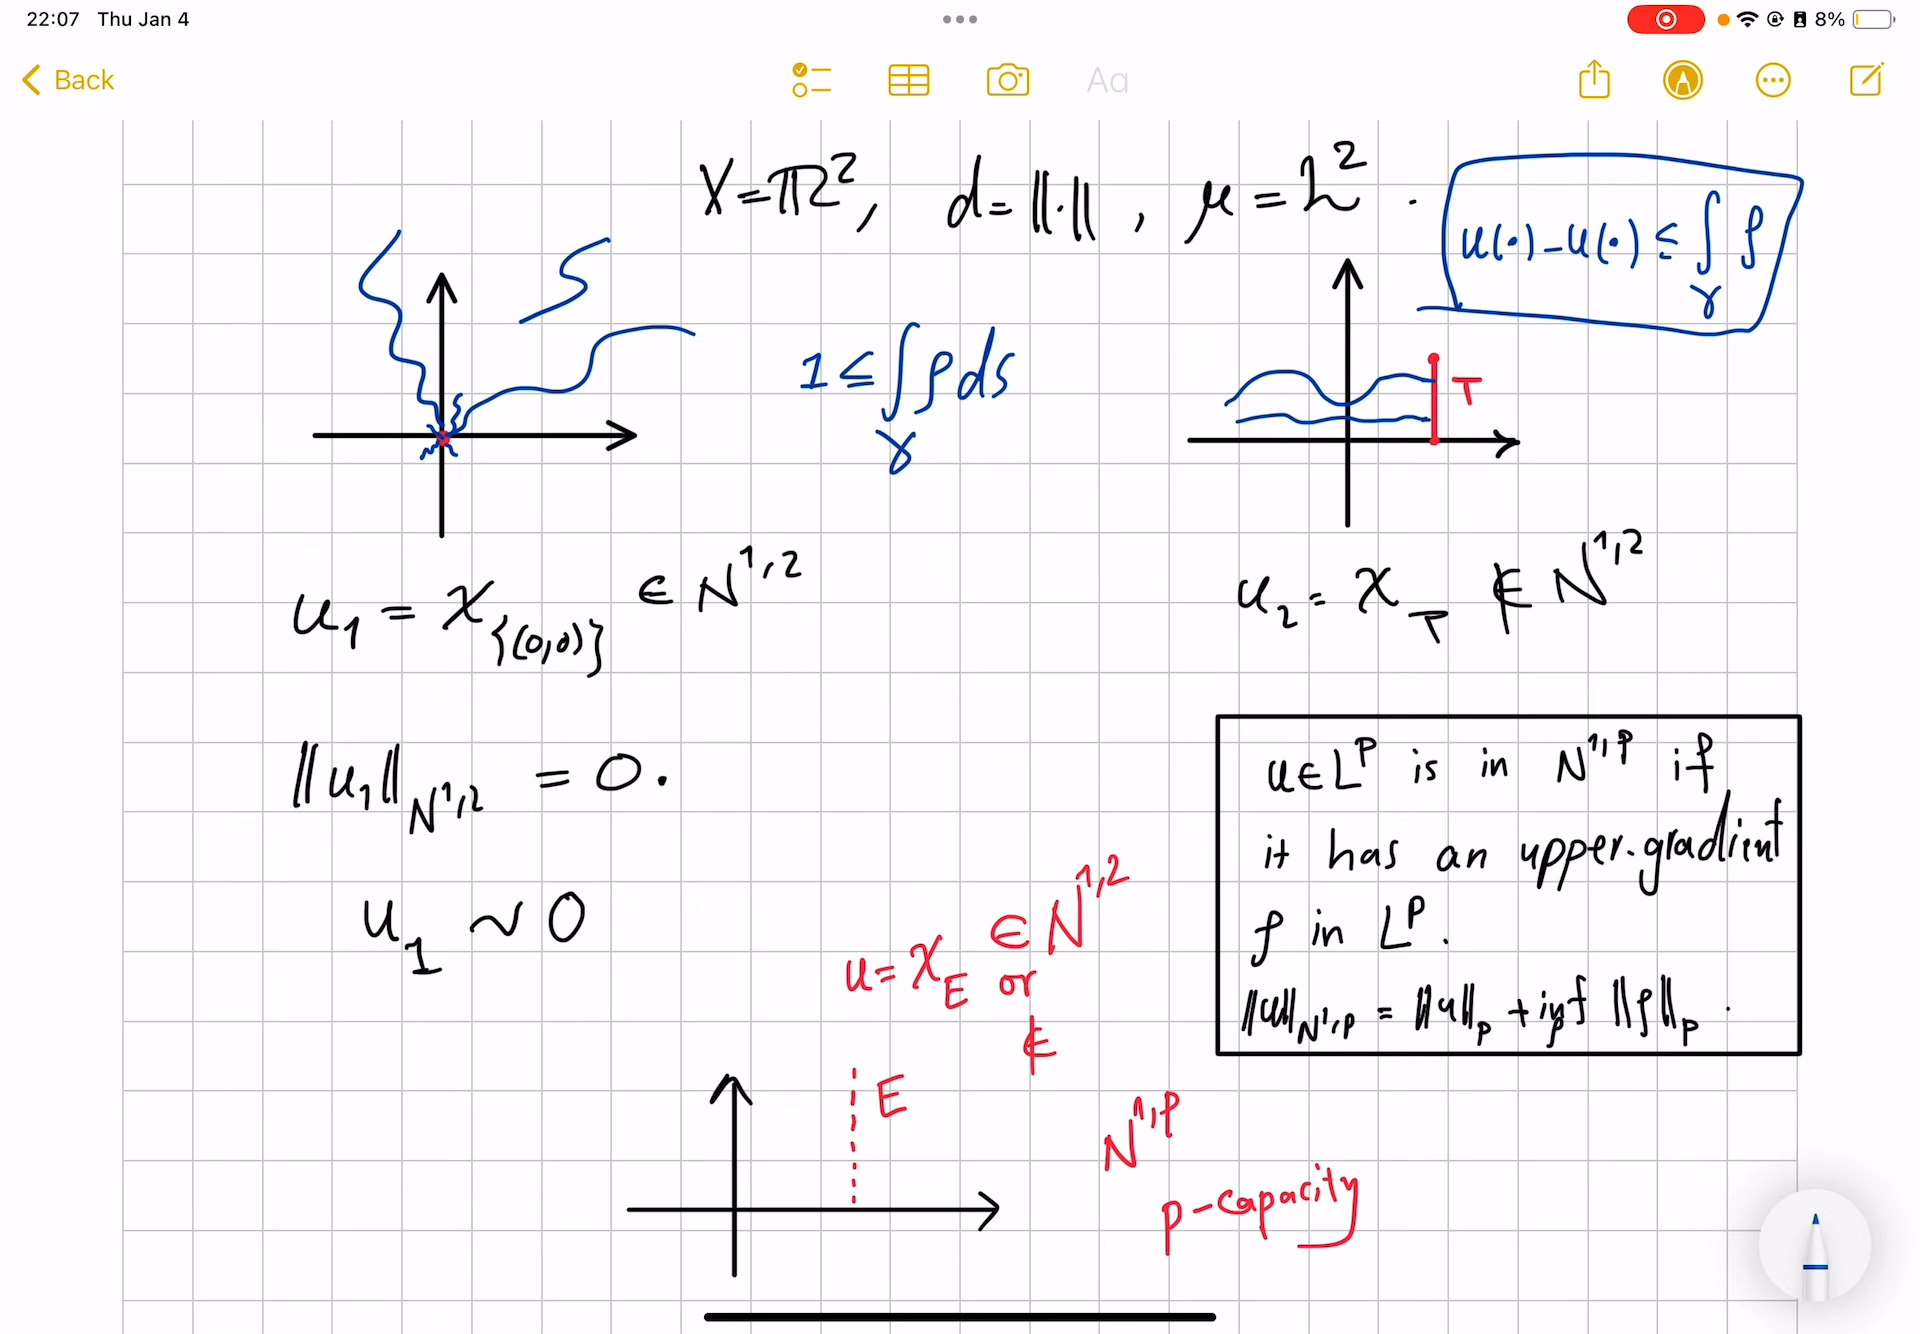 22:07 Thu Jan 4
8%
Back
Aa
X=ℝ², d=‖·‖, μ=L².
u(·)-u(·) ≤ ∫_γ ρ
1 ≤ ∫_γ ρ ds
T
u₁ = χ_{(0,0)} ∈ N^{1,2}
u₂ = χ_T ∉ N^{1,2}
‖u₁‖_{N^{1,2}} = 0.
u₁ ~ 0
u∈L^p is in N^{1,p} if
it has an upper-gradient
ρ in L^p.
‖u‖_{N^{1,p}} = ‖u‖_p + inf_ρ ‖ρ‖_p.
u = χ_E ∈ N^{1,2}
or
∉
E
N^{1,p}
p-capacity